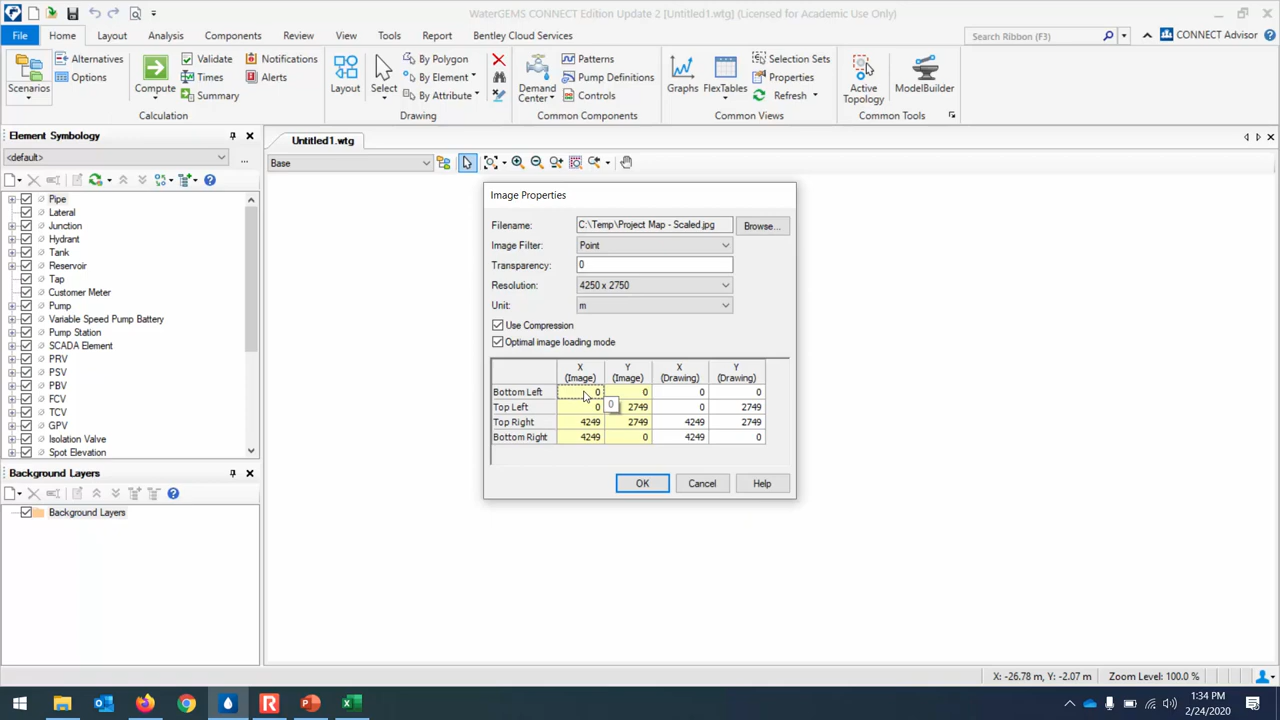 WaterGEMS CONNECT Edition Update 2 [Untitled1.wtg] (Licensed for Academic Use Only)
File Home Layout Analysis Components Review View Tools Report Bentley Cloud Services
Search Ribbon (F3)
CONNECT Advisor
Scenarios
Alternatives
Options
Compute
Validate
Times
Summary
Notifications
Alerts
Calculation
Layout
Select
By Polygon
By Element
By Attribute
Drawing
Demand Center
Patterns
Pump Definitions
Controls
Common Components
Graphs
FlexTables
Selection Sets
Properties
Refresh
Common Views
Active Topology
ModelBuilder
Common Tools
Element Symbology
<default>
...
Pipe
Lateral
Junction
Hydrant
Tank
Reservoir
Tap
Customer Meter
Pump
Variable Speed Pump Battery
Pump Station
SCADA Element
PRV
PSV
PBV
FCV
TCV
GPV
Isolation Valve
Spot Elevation
Background Layers
Background Layers
Untitled1.wtg
Base
Image Properties
Filename: C:\Temp\Project Map - Scaled.jpg Browse...
Image Filter: Point
Transparency: 0
Resolution: 4250 x 2750
Unit: m
Use Compression
Optimal image loading mode
X (Image) Y (Image) X (Drawing) Y (Drawing)
Bottom Left 0 0 0 0
0
Top Left 0 2749 0 2749
Top Right 4249 2749 4249 2749
Bottom Right 4249 0 4249 0
OK Cancel Help
X: -26.78 m, Y: -2.07 m Zoom Level: 100.0 %
1:34 PM
2/24/2020